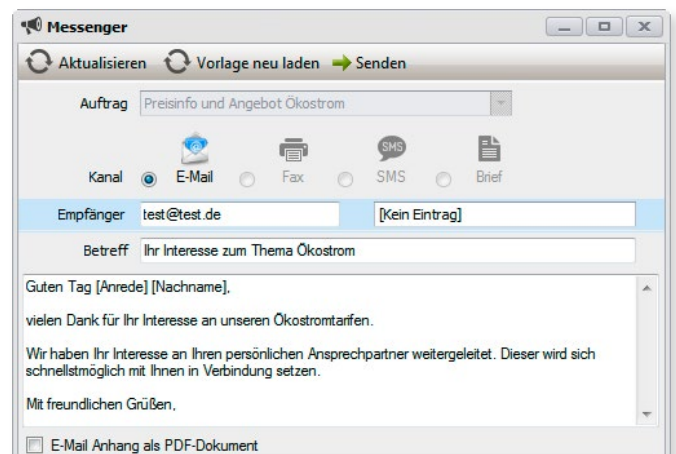 Messenger
Aktualisieren Vorlage neu laden Senden
Auftrag Preisinfo und Angebot Ökostrom
SMS
Kanal E-Mail Fax SMS Brief
Empfänger test@test.de [Kein Eintrag]
Betreff Ihr Interesse zum Thema Ökostrom
Guten Tag [Anrede] [Nachname],
vielen Dank für Ihr Interesse an unseren Ökostromtarifen.
Wir haben Ihr Interesse an Ihren persönlichen Ansprechpartner weitergeleitet. Dieser wird sich
schnellstmöglich mit Ihnen in Verbindung setzen.
Mit freundlichen Grüßen,
E-Mail Anhang als PDF-Dokument